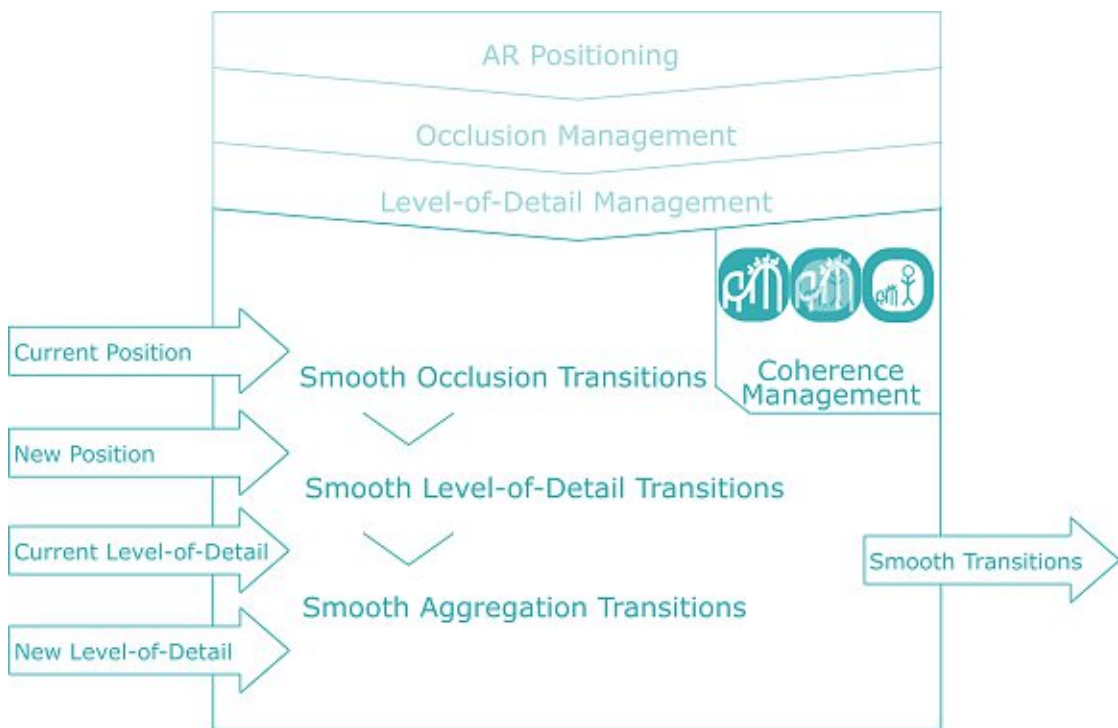 AR Positioning
Occlusion Management
Level-of-Detail Management
Coherence
Management
Current Position
Smooth Occlusion Transitions
New Position
Smooth Level-of-Detail Transitions
Current Level-of-Detail
Smooth Transitions
Smooth Aggregation Transitions
New Level-of-Detail